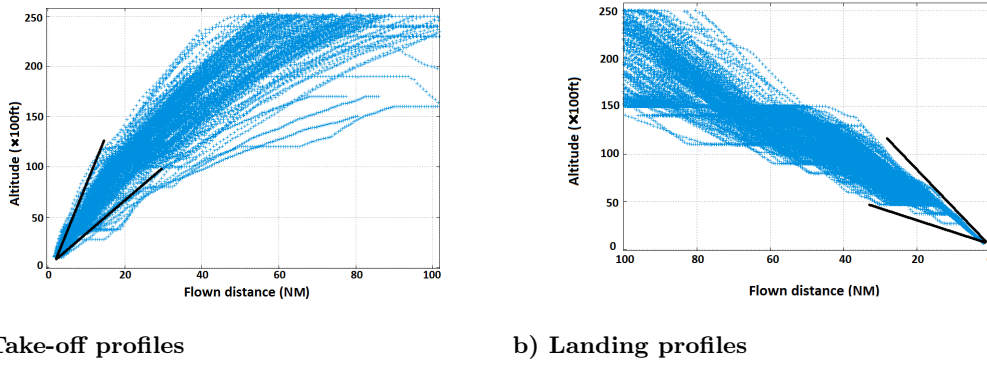 250
200
150
100
50
0
Altitude (×100ft)
0 20 40 60 80 100
Flown distance (NM)
250
200
150
100
50
0
Altitude (×100ft)
100 80 60 40 20
Flown distance (NM)
Take-off profiles
b) Landing profiles